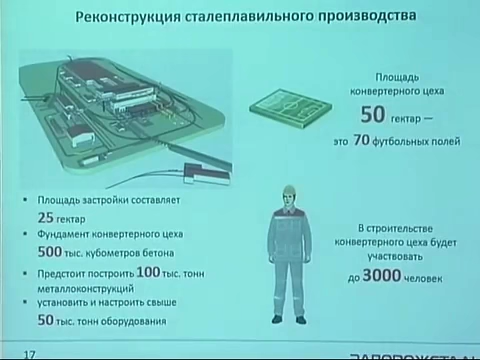 Реконструкция сталеплавильного производства
Площадь
конвертерного цеха
50 гектар —
это 70 футбольных полей
Площадь застройки составляет
25 гектар
Фундамент конвертерного цеха
500 тыс. кубометров бетона
Предстоит построить 100 тыс. тонн
металлоконструкций
установить и настроить свыше
50 тыс. тонн оборудования
В строительстве
конвертерного цеха будет
участвовать
до 3000 человек
17